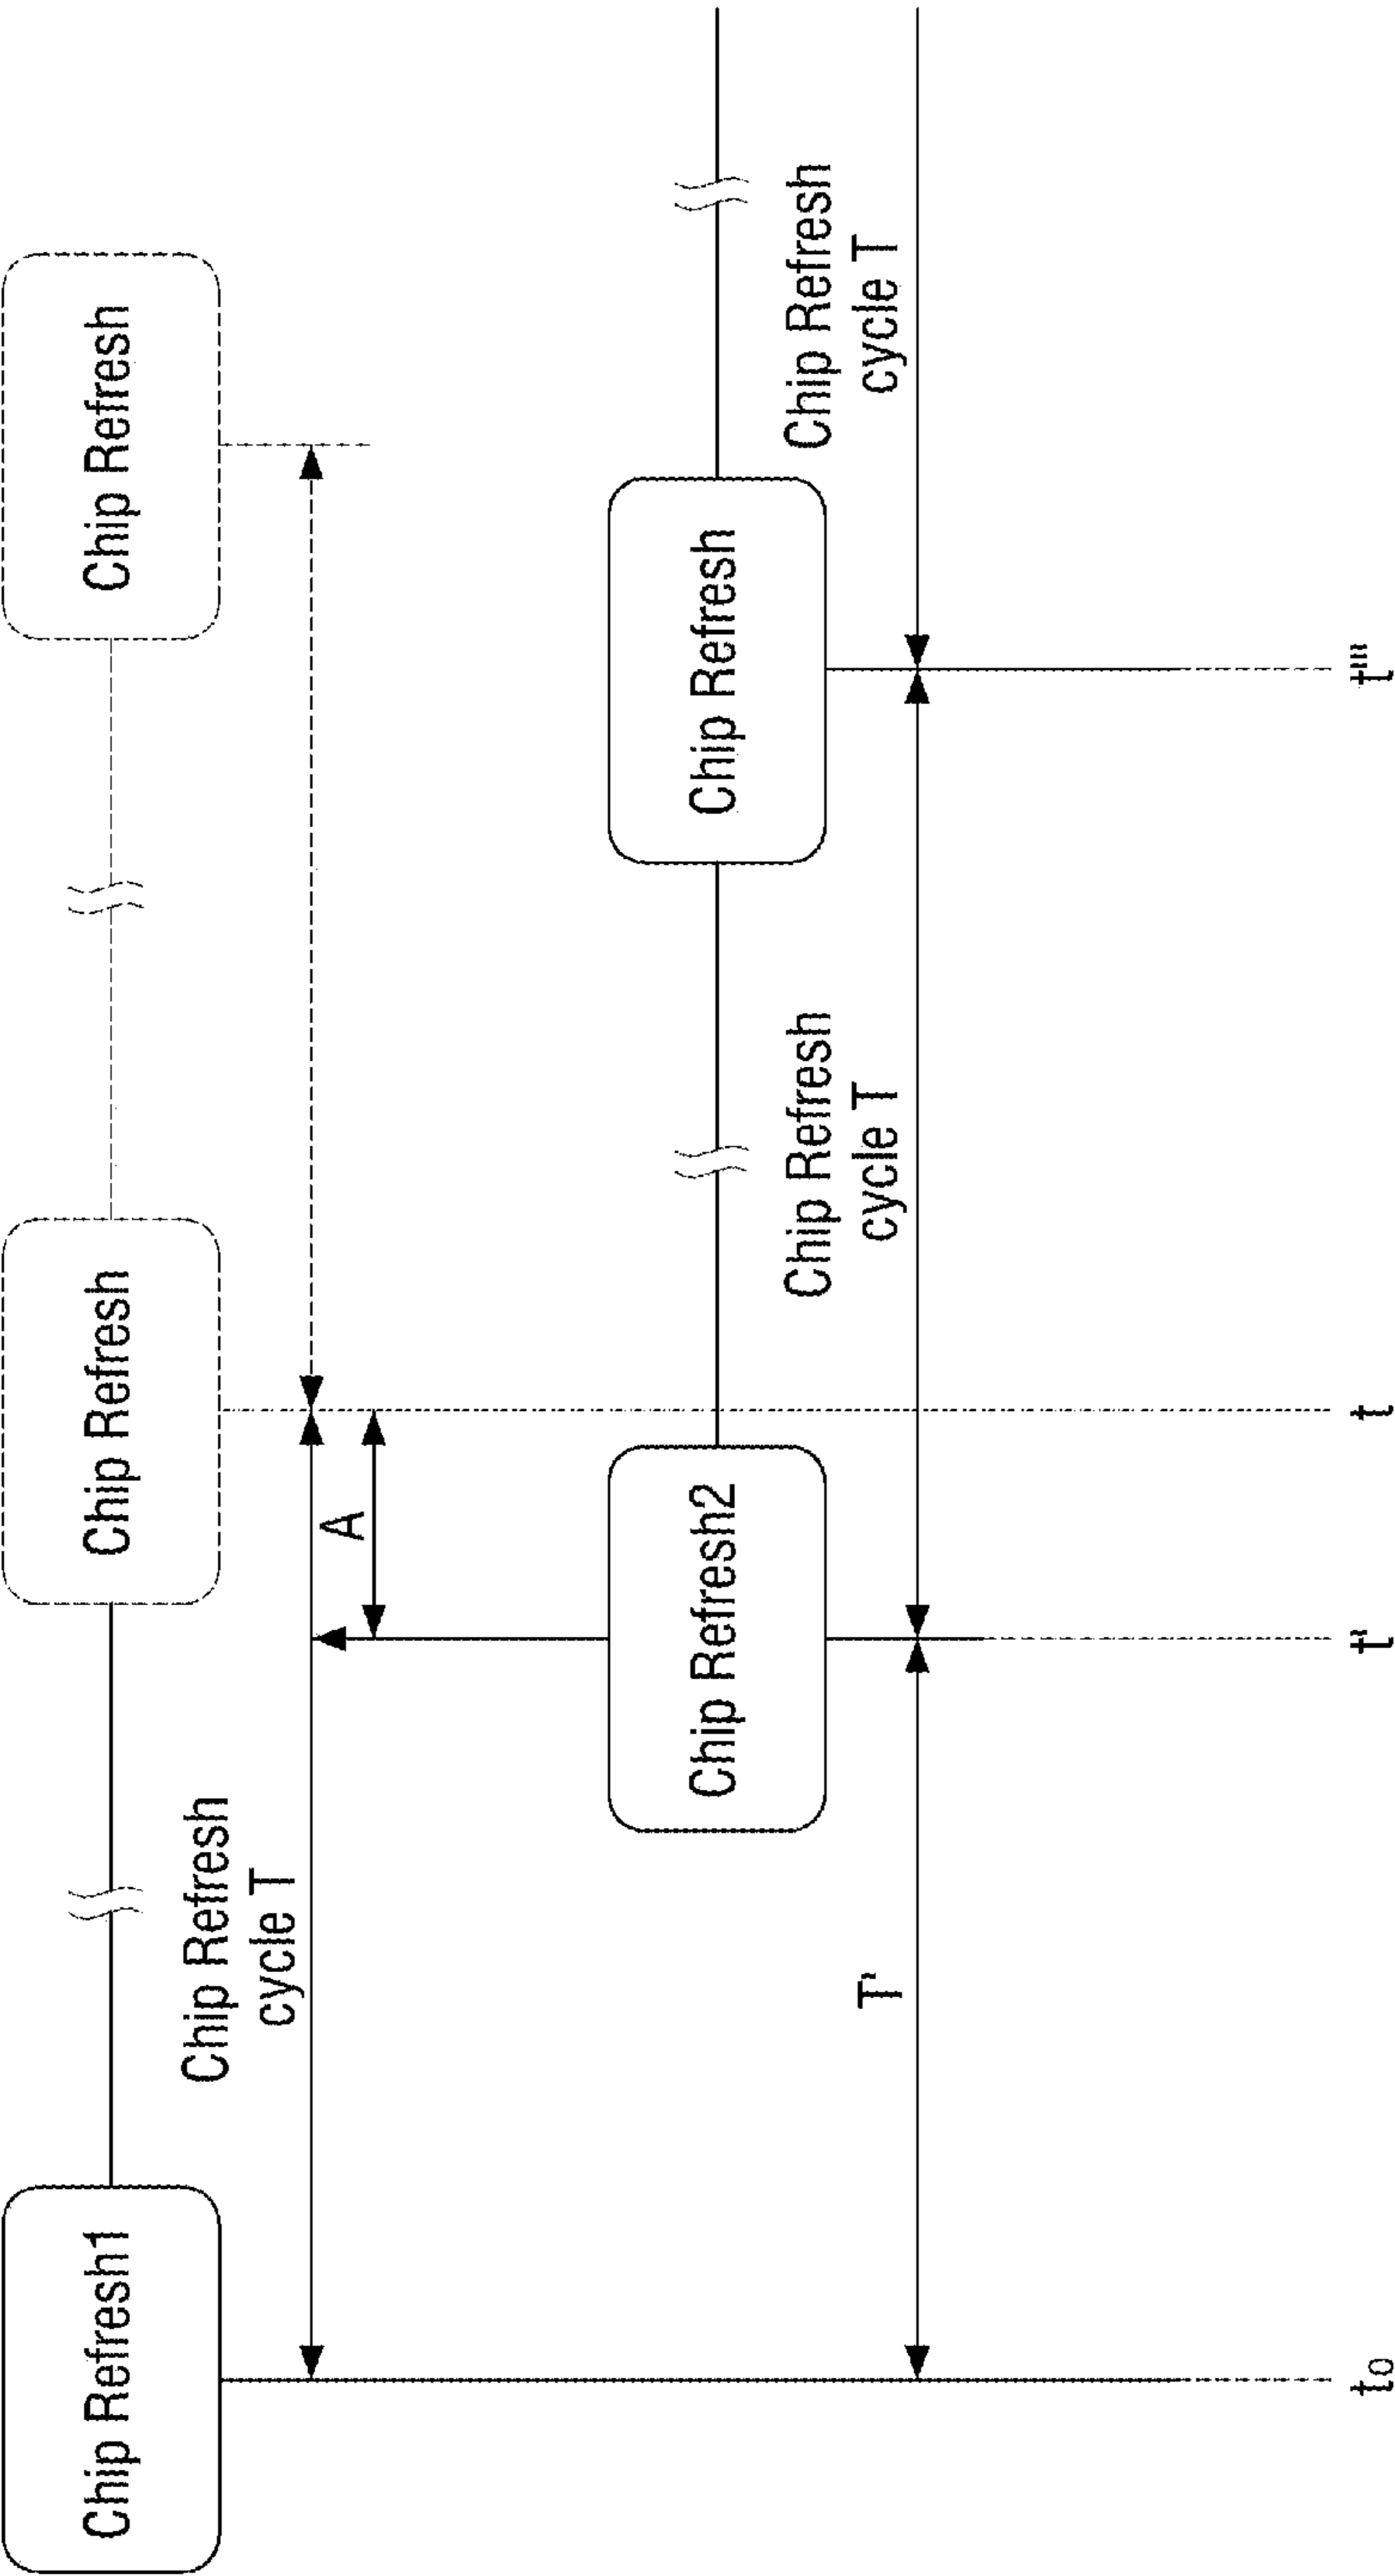 Chip Refresh1
Chip Refresh
Chip Refresh
Chip Refresh
cycle T
A
Chip Refresh2
Chip Refresh
T'
Chip Refresh
cycle T
Chip Refresh
cycle T
t₀
t'
t
t'''